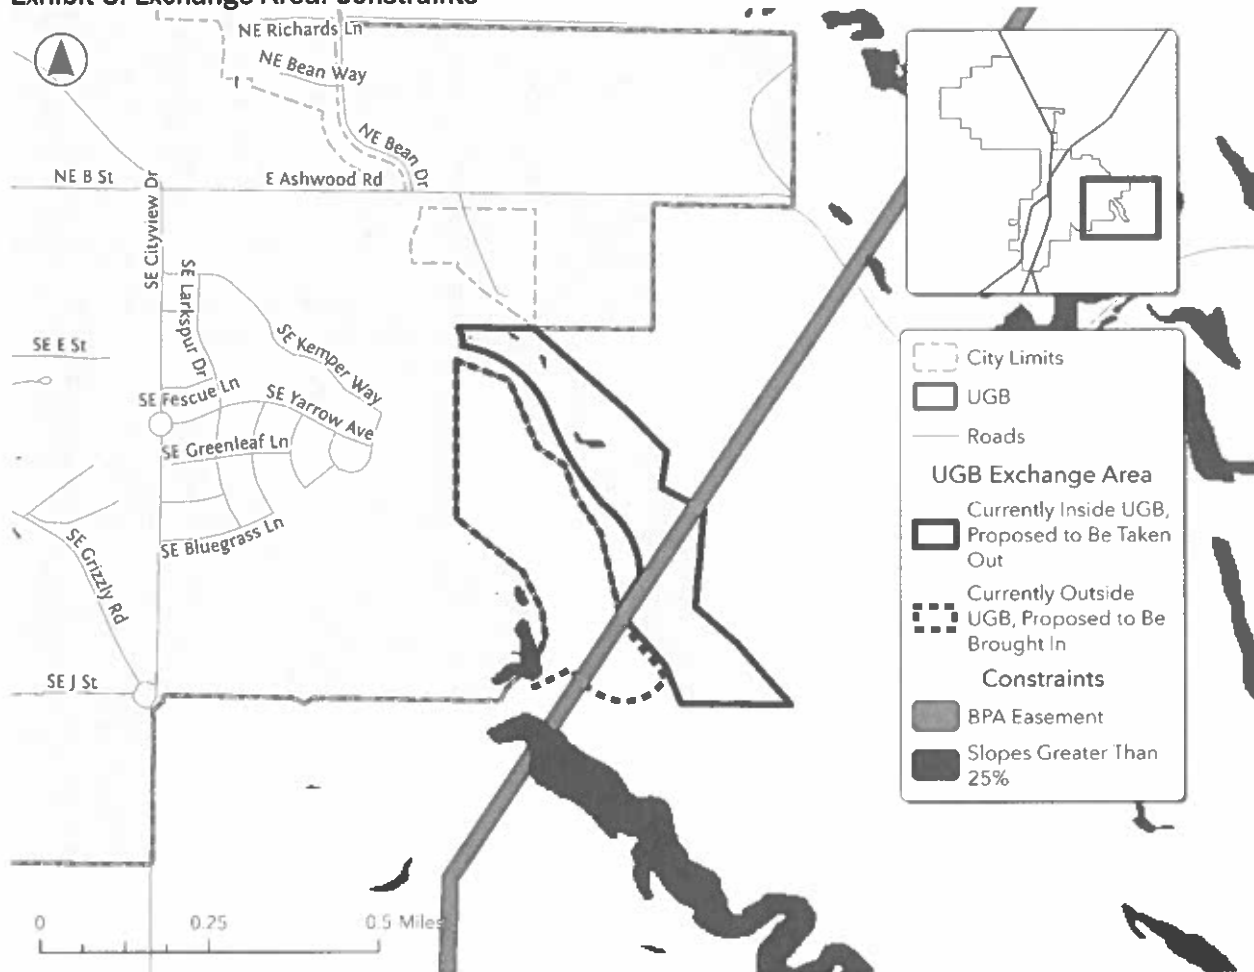 Exhibit 3. Exchange Area: Constraints
NE Richards Ln
NE Bean Way
NE Bean Dr
NE B St
E Ashwood Rd
SE Cityview Dr
SE Larkspur Dr
SE Kemper Way
SE E St
SE Fescue Ln
SE Yarrow Ave
SE Greenleaf Ln
SE Bluegrass Ln
SE Grizzly Rd
SE J St
0 0.25 0.5 Miles
City Limits
UGB
Roads
UGB Exchange Area
Currently Inside UGB,
Proposed to Be Taken
Out
Currently Outside
UGB, Proposed to Be
Brought In
Constraints
BPA Easement
Slopes Greater Than
25%